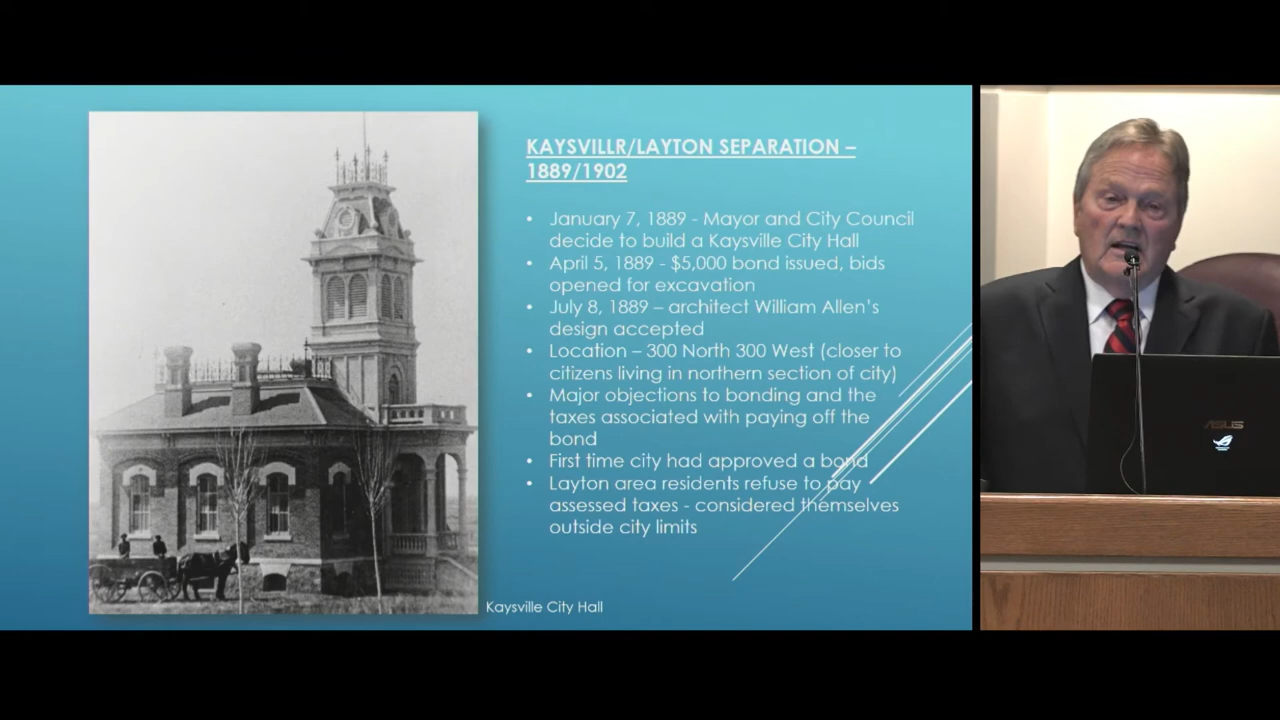 KAYSVILLR/LAYTON SEPARATION –
1889/1902
• January 7, 1889 - Mayor and City Council
decide to build a Kaysville City Hall
• April 5, 1889 - $5,000 bond issued, bids
opened for excavation
• July 8, 1889 – architect William Allen's
design accepted
• Location – 300 North 300 West (closer to
citizens living in northern section of city)
• Major objections to bonding and the
taxes associated with paying off the
bond
• First time city had approved a bond
• Layton area residents refuse to pay
assessed taxes - considered themselves
outside city limits
Kaysville City Hall
ASUS